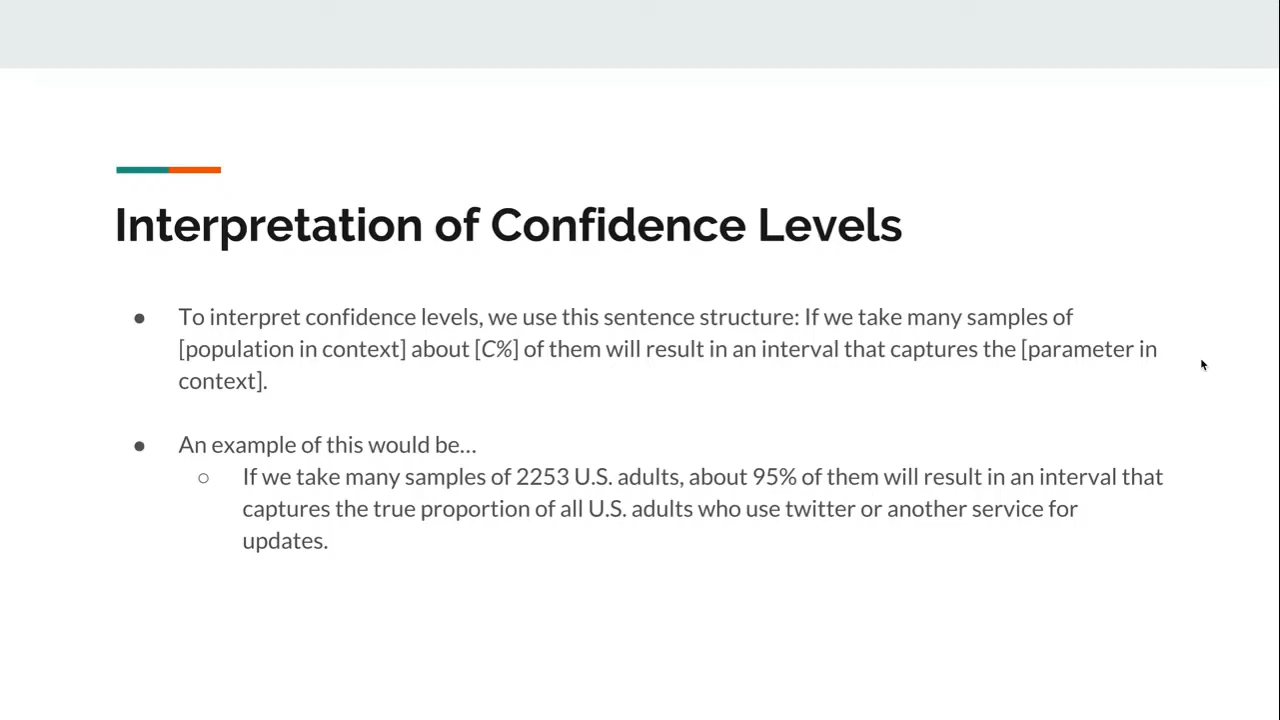 Interpretation of Confidence Levels
● To interpret confidence levels, we use this sentence structure: If we take many samples of
[population in context] about [C%] of them will result in an interval that captures the [parameter in
context].
● An example of this would be...
○ If we take many samples of 2253 U.S. adults, about 95% of them will result in an interval that
captures the true proportion of all U.S. adults who use twitter or another service for
updates.